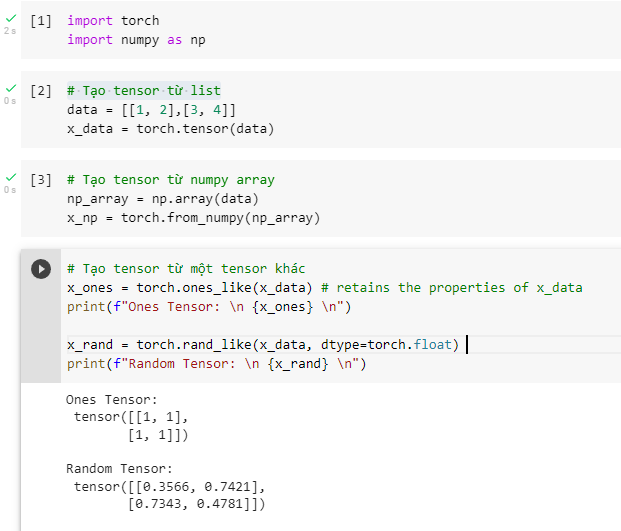 [1] import torch
2s
import numpy as np
[2] # Tạo tensor từ list
0s
data = [[1, 2],[3, 4]]
x_data = torch.tensor(data)
[3] # Tạo tensor từ numpy array
0s
np_array = np.array(data)
x_np = torch.from_numpy(np_array)
# Tạo tensor từ một tensor khác
x_ones = torch.ones_like(x_data) # retains the properties of x_data
print(f"Ones Tensor: \n {x_ones} \n")
x_rand = torch.rand_like(x_data, dtype=torch.float)
print(f"Random Tensor: \n {x_rand} \n")
Ones Tensor:
tensor([[1, 1],
[1, 1]])
Random Tensor:
tensor([[0.3566, 0.7421],
[0.7343, 0.4781]])